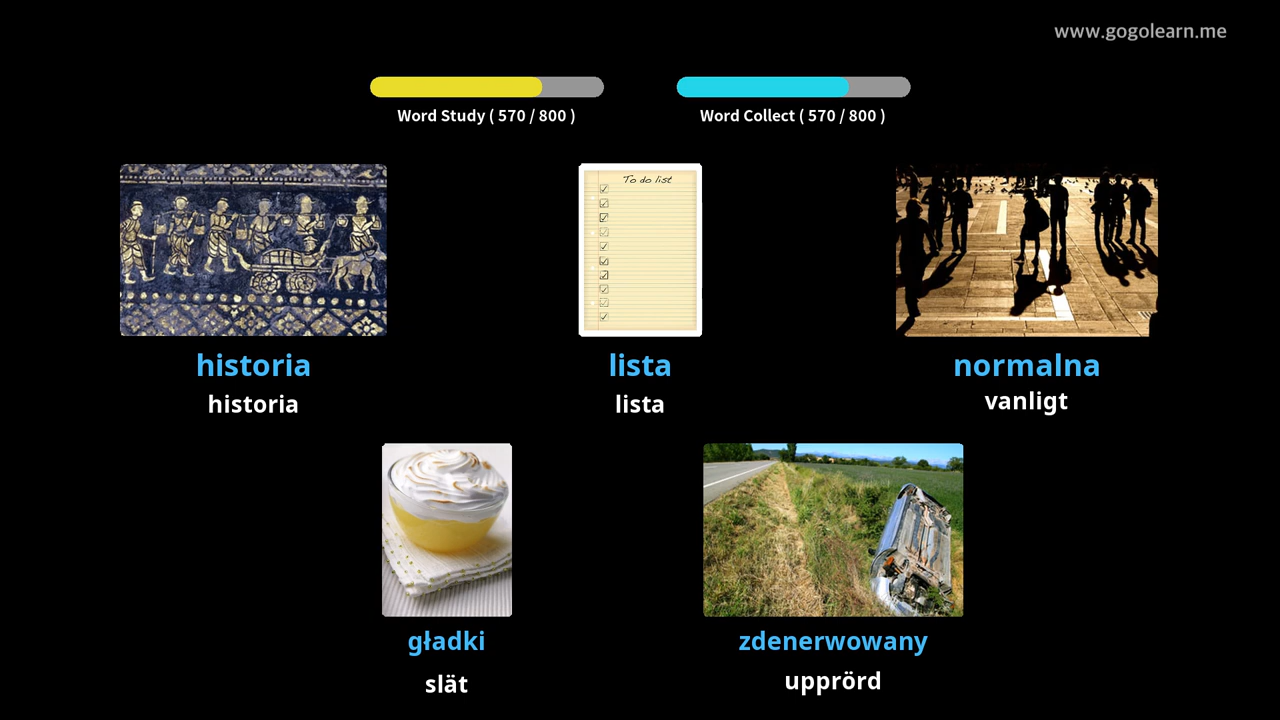 www.gogolearn.me
Word Study ( 570 / 800 )
Word Collect ( 570 / 800 )
To do list
historia
historia
lista
lista
normalna
vanligt
gładki
slät
zdenerwowany
upprörd